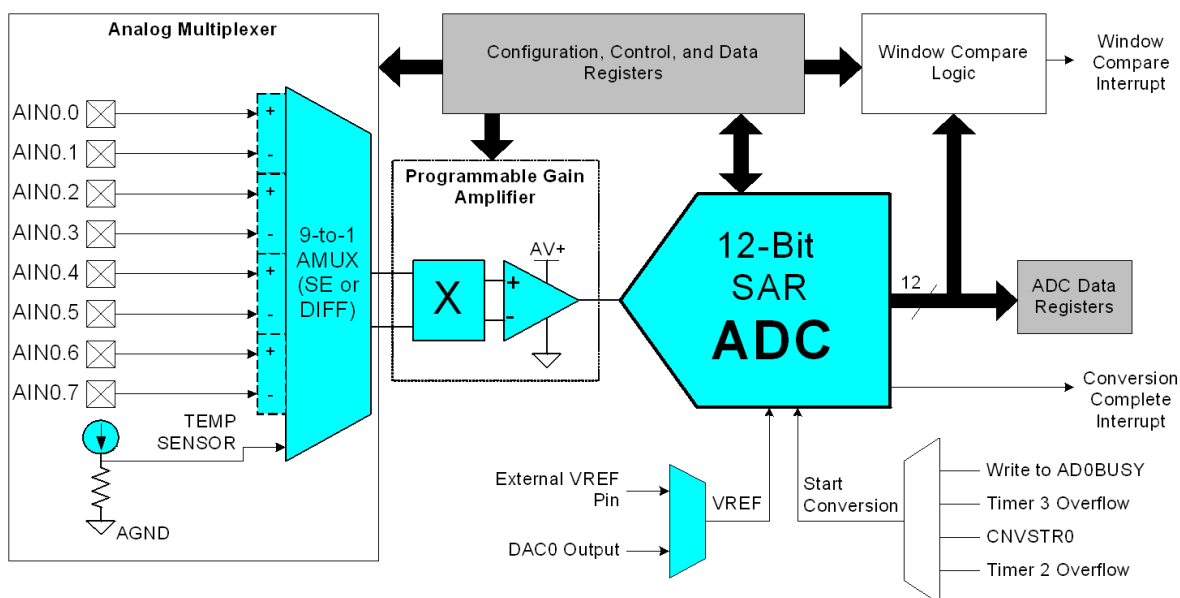 Analog Multiplexer
AIN0.0
AIN0.1
AIN0.2
AIN0.3
AIN0.4
AIN0.5
AIN0.6
AIN0.7
+
-
+
-
+
-
+
-
9-to-1
AMUX
(SE or
DIFF)
TEMP
SENSOR
AGND
Configuration, Control, and Data
Registers
Window Compare
Logic
Window
Compare
Interrupt
Programmable Gain
Amplifier
X
+
-
AV+
12-Bit
SAR
ADC
12
ADC Data
Registers
Conversion
Complete
Interrupt
External VREF
Pin
DAC0 Output
VREF
Start
Conversion
Write to AD0BUSY
Timer 3 Overflow
CNVSTR0
Timer 2 Overflow